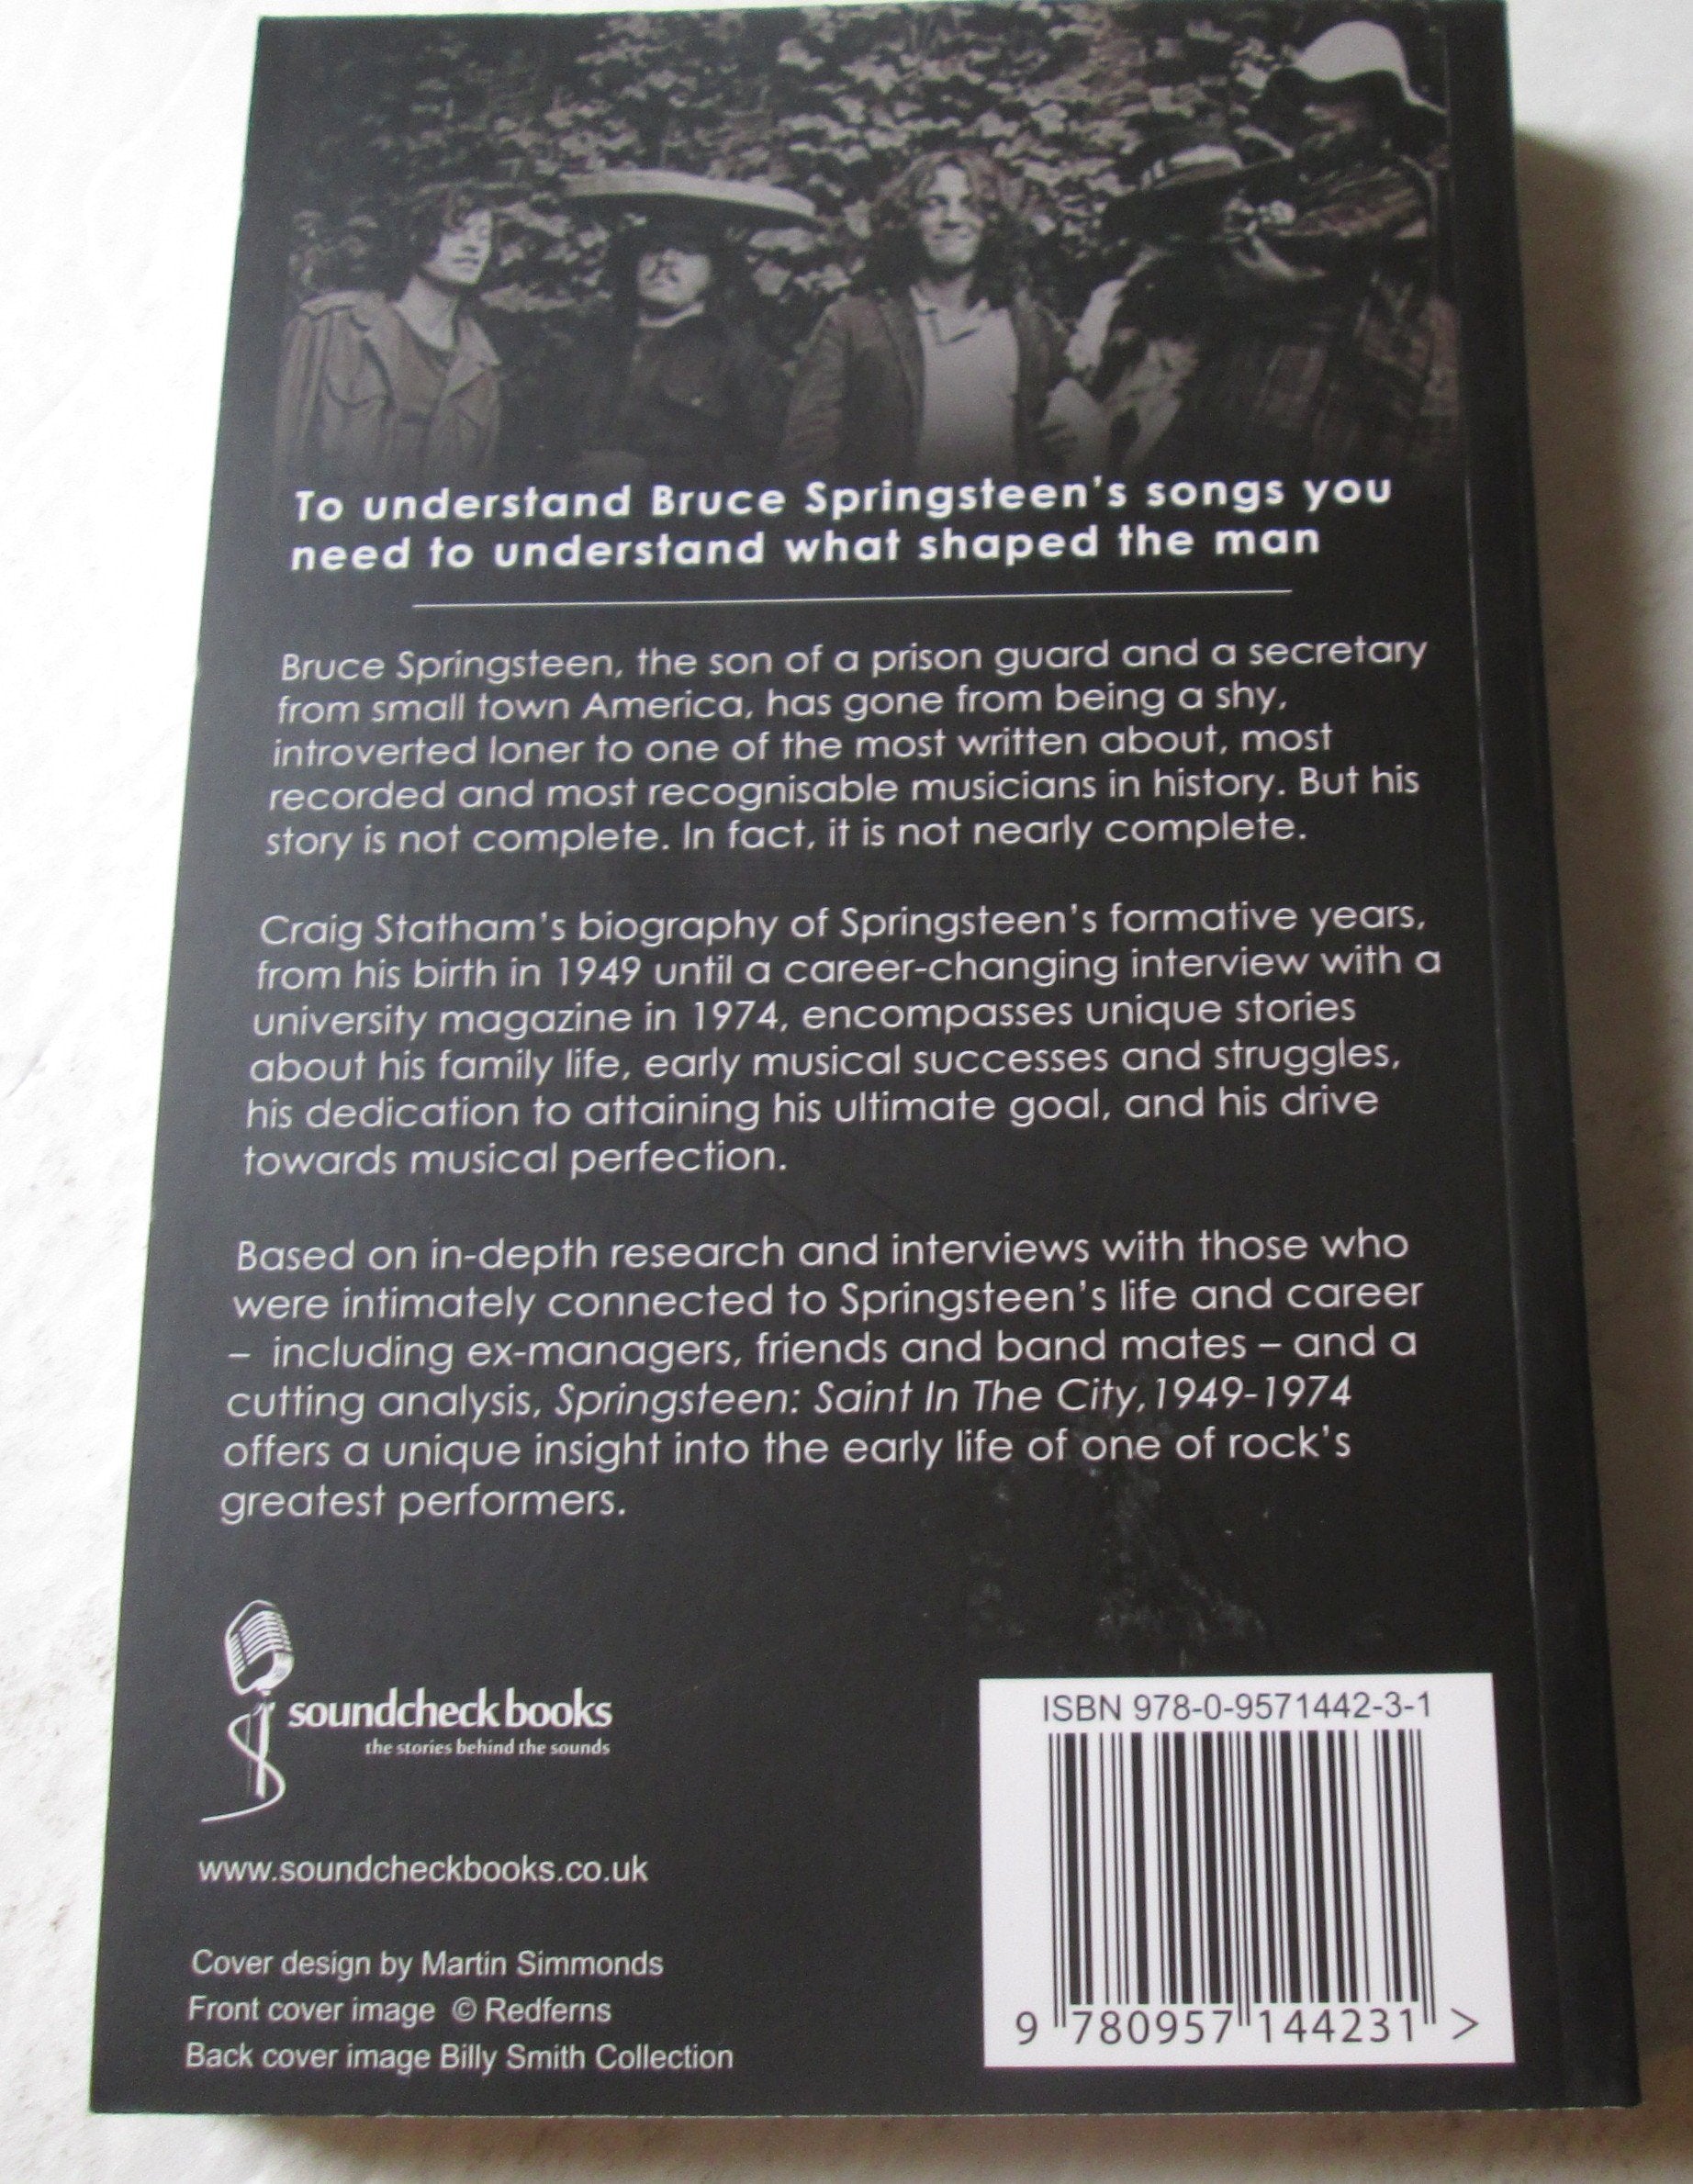 To understand Bruce Springsteen's songs you
need to understand what shaped the man
Bruce Springsteen, the son of a prison guard and a secretary
from small town America, has gone from being a shy,
introverted loner to one of the most written about, most
recorded and most recognisable musicians in history. But his
story is not complete. In fact, it is not nearly complete.
Craig Statham's biography of Springsteen's formative years,
from his birth in 1949 until a career-changing interview with a
university magazine in 1974, encompasses unique stories
about his family life, early musical successes and struggles,
his dedication to attaining his ultimate goal, and his drive
towards musical perfection.
Based on in-depth research and interviews with those who
were intimately connected to Springsteen's life and career
– including ex-managers, friends and band mates – and a
cutting analysis, Springsteen: Saint In The City, 1949-1974
offers a unique insight into the early life of one of rock's
greatest performers.
soundcheck books
the stories behind the sounds
www.soundcheckbooks.co.uk
Cover design by Martin Simmonds
Front cover image © Redferns
Back cover image Billy Smith Collection
ISBN 978-0-9571442-3-1
9 780957 144231 >